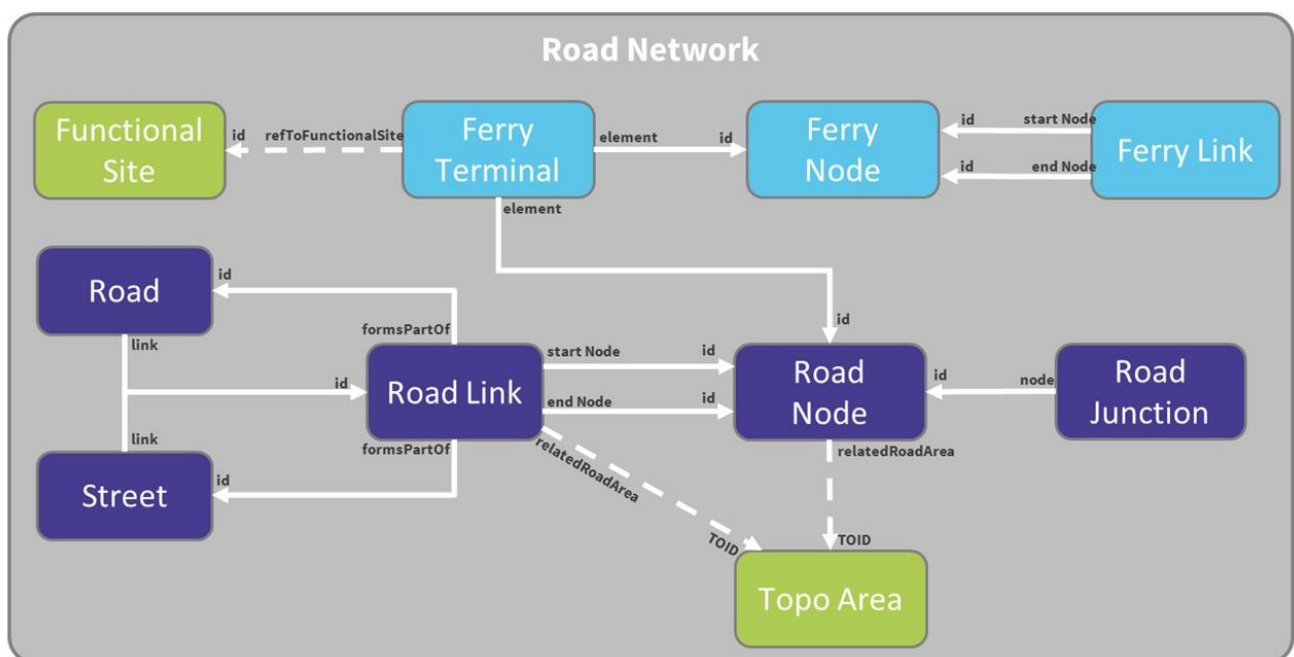 Road Network
Functional
Site
id
refToFunctionalSite
Ferry
Terminal
element
id
Ferry
Node
id
start Node
id
end Node
Ferry Link
element
Road
id
link
formsPartOf
id
Road Link
start Node
id
end Node
id
id
Road
Node
id
node
Road
Junction
link
formsPartOf
Street
id
relatedRoadArea
TOID
relatedRoadArea
TOID
Topo Area